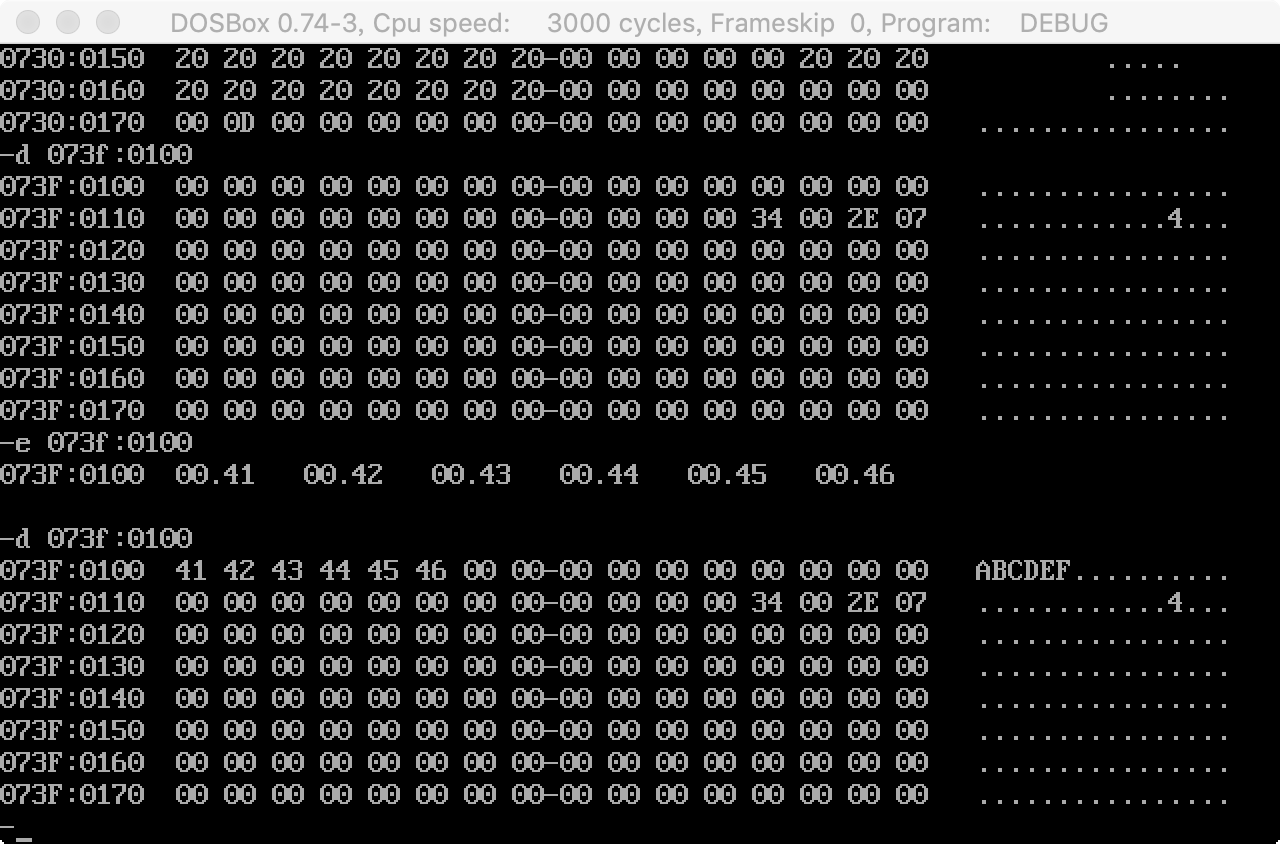 DOSBox 0.74-3, Cpu speed:    3000 cycles, Frameskip  0, Program:    DEBUG
0730:0150  20 20 20 20 20 20 20 20-00 00 00 00 00 20 20 20           .....
0730:0160  20 20 20 20 20 20 20 20-00 00 00 00 00 00 00 00           ........
0730:0170  00 0D 00 00 00 00 00 00-00 00 00 00 00 00 00 00   ................
-d 073f:0100
073F:0100  00 00 00 00 00 00 00 00-00 00 00 00 00 00 00 00   ................
073F:0110  00 00 00 00 00 00 00 00-00 00 00 00 34 00 2E 07   ............4...
073F:0120  00 00 00 00 00 00 00 00-00 00 00 00 00 00 00 00   ................
073F:0130  00 00 00 00 00 00 00 00-00 00 00 00 00 00 00 00   ................
073F:0140  00 00 00 00 00 00 00 00-00 00 00 00 00 00 00 00   ................
073F:0150  00 00 00 00 00 00 00 00-00 00 00 00 00 00 00 00   ................
073F:0160  00 00 00 00 00 00 00 00-00 00 00 00 00 00 00 00   ................
073F:0170  00 00 00 00 00 00 00 00-00 00 00 00 00 00 00 00   ................
-e 073f:0100
073F:0100  00.41   00.42   00.43   00.44   00.45   00.46
-d 073f:0100
073F:0100  41 42 43 44 45 46 00 00-00 00 00 00 00 00 00 00   ABCDEF..........
073F:0110  00 00 00 00 00 00 00 00-00 00 00 00 34 00 2E 07   ............4...
073F:0120  00 00 00 00 00 00 00 00-00 00 00 00 00 00 00 00   ................
073F:0130  00 00 00 00 00 00 00 00-00 00 00 00 00 00 00 00   ................
073F:0140  00 00 00 00 00 00 00 00-00 00 00 00 00 00 00 00   ................
073F:0150  00 00 00 00 00 00 00 00-00 00 00 00 00 00 00 00   ................
073F:0160  00 00 00 00 00 00 00 00-00 00 00 00 00 00 00 00   ................
073F:0170  00 00 00 00 00 00 00 00-00 00 00 00 00 00 00 00   ................
-_